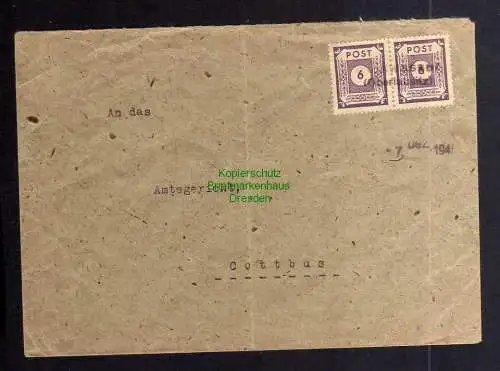 POST POST
6 6
An das
- 7. DEZ. 194
Kopierschutz
Amtsgericht,
Briefmarkenhaus
Dresden
Cottbus